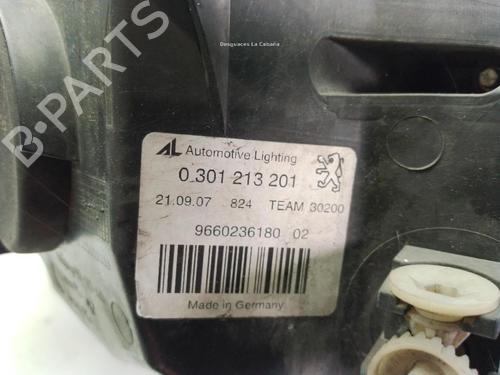 Desguaces La Cabaña
B-PARTS
AL Automotive Lighting
0 301 213 201
21.09.07 824 TEAM 30200
9660236180 02
Made in Germany